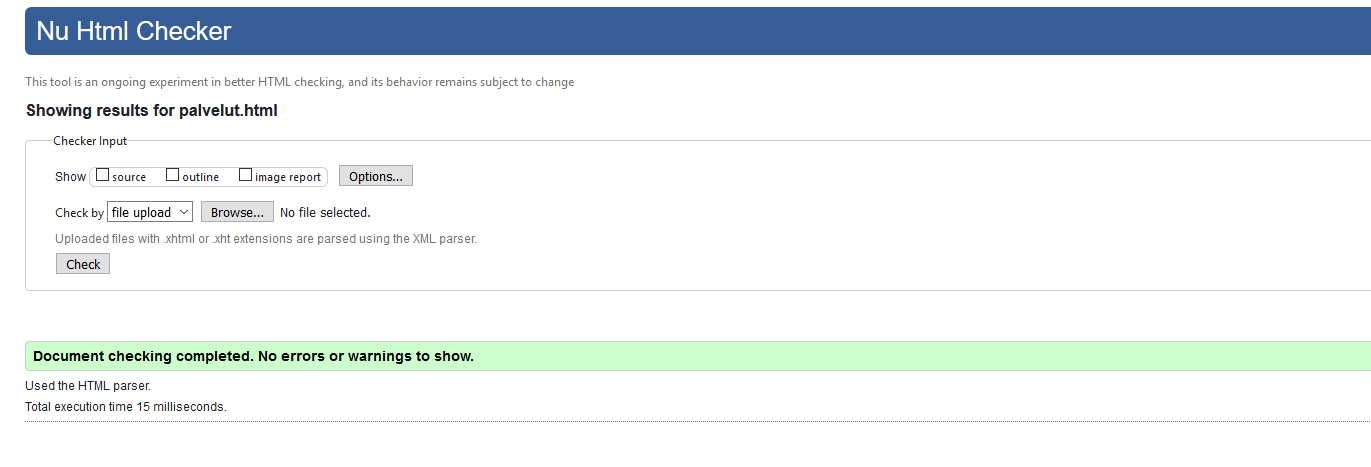 Nu Html Checker
This tool is an ongoing experiment in better HTML checking, and its behavior remains subject to change
Showing results for palvelut.html
Checker Input
Show source outline image report Options...
Check by file upload Browse... No file selected.
Uploaded files with .xhtml or .xht extensions are parsed using the XML parser.
Check
Document checking completed. No errors or warnings to show.
Used the HTML parser.
Total execution time 15 milliseconds.